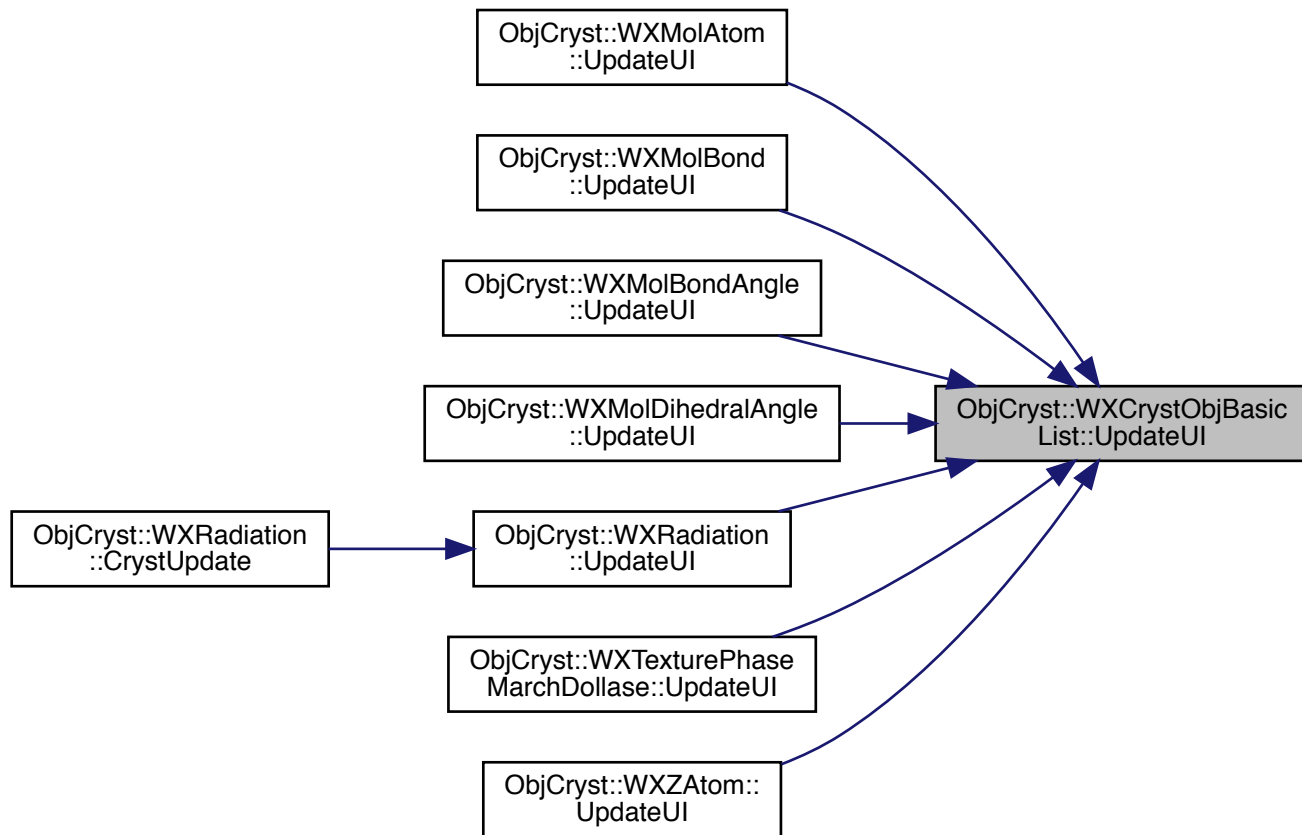 ObjCryst::WXMolAtom
::UpdateUI
ObjCryst::WXMolBond
::UpdateUI
ObjCryst::WXMolBondAngle
::UpdateUI
ObjCryst::WXMolDihedralAngle
::UpdateUI
ObjCryst::WXCrystObjBasic
List::UpdateUI
ObjCryst::WXRadiation
::CrystUpdate
ObjCryst::WXRadiation
::UpdateUI
ObjCryst::WXTexturePhase
MarchDollase::UpdateUI
ObjCryst::WXZAtom::
UpdateUI